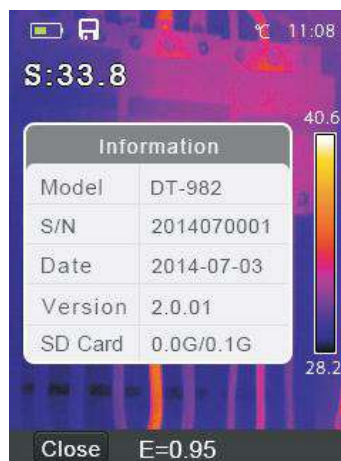 ℃ 11:08
S:33.8
40.6
Information
Model DT-982
S/N 2014070001
Date 2014-07-03
Version 2.0.01
SD Card 0.0G/0.1G
28.2
Close E=0.95